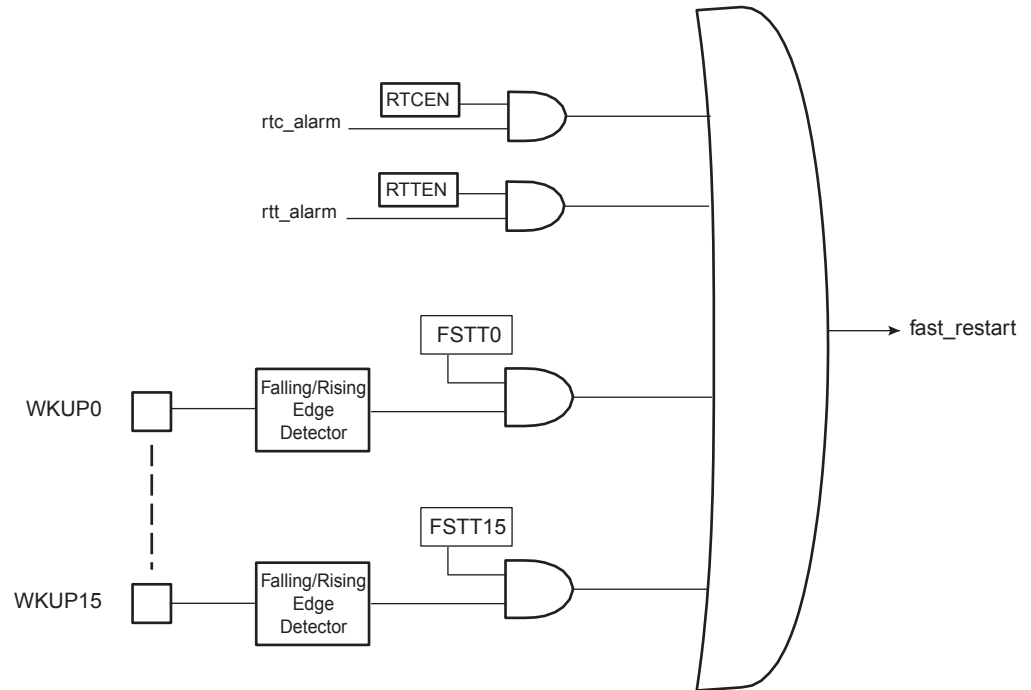 RTCEN
rtc_alarm
RTTEN
rtt_alarm
fast_restart
FSTT0
WKUP0
Falling/Rising
Edge
Detector
FSTT15
WKUP15
Falling/Rising
Edge
Detector